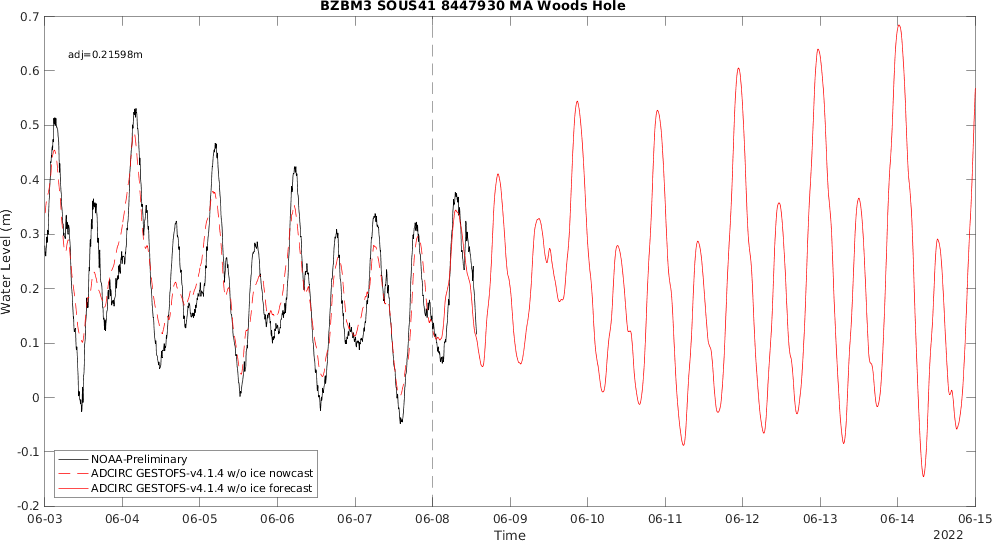 BZBM3 SOUS41 8447930 MA Woods Hole
adj=0.21598m
Water Level (m)
0.7
0.6
0.5
0.4
0.3
0.2
0.1
0
-0.1
-0.2
NOAA-Preliminary
ADCIRC GESTOFS-v4.1.4 w/o ice nowcast
ADCIRC GESTOFS-v4.1.4 w/o ice forecast
06-03 06-04 06-05 06-06 06-07 06-08 06-09 06-10 06-11 06-12 06-13 06-14 06-15
Time
2022